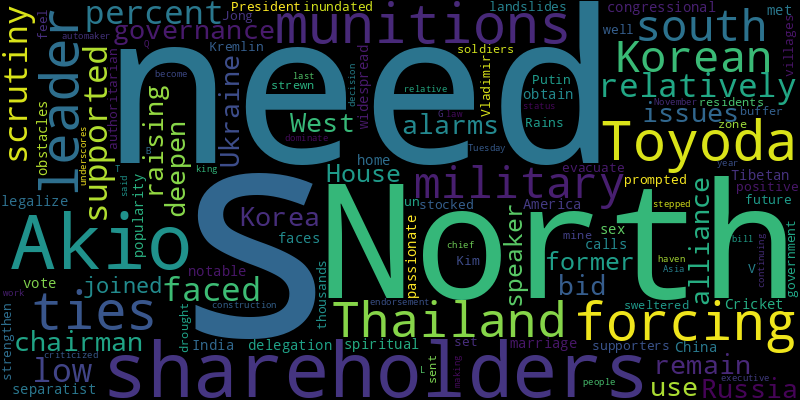 President inundated landslides congressional
percent munitions south
scrutiny leader governance Jong Kremlin well met villages
feel automaker Q authoritarian
need
soldiers Korean
supported Ukraine strewn last decision widespread relative Vladimir Putin obtain relatively
obstacles raising West alarms Rains status November residents issues buffer
underscores deepen dominate G law Tuesday zone Toyoda
B T king home evacuate prompted year Tibetan
said House military positive
legalize popularity Korea un stocked America stepped future
S North
Akio faces passionate speaker sex calls mine alliance
vote notable chief Kim former haven Asia V bill government
work ties joined faced thousands bid continuing
construction endorsement sweltered Cricket
strengthen chairman drought Thailand forcing
India delegation spiritual set marriage supporters China
criticized low shareholders remain
separatist L sent making people use executive Russia